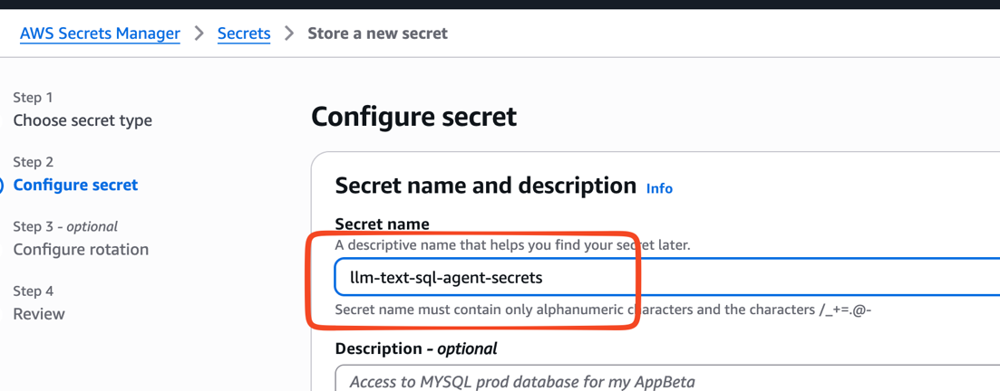 AWS Secrets Manager > Secrets > Store a new secret
Step 1
Choose secret type
Step 2
Configure secret
Step 3 - optional
Configure rotation
Step 4
Review
Configure secret
Secret name and description Info
Secret name
A descriptive name that helps you find your secret later.
llm-text-sql-agent-secrets
Secret name must contain only alphanumeric characters and the characters /_+=.@-
Description - optional
Access to MYSQL prod database for my AppBeta